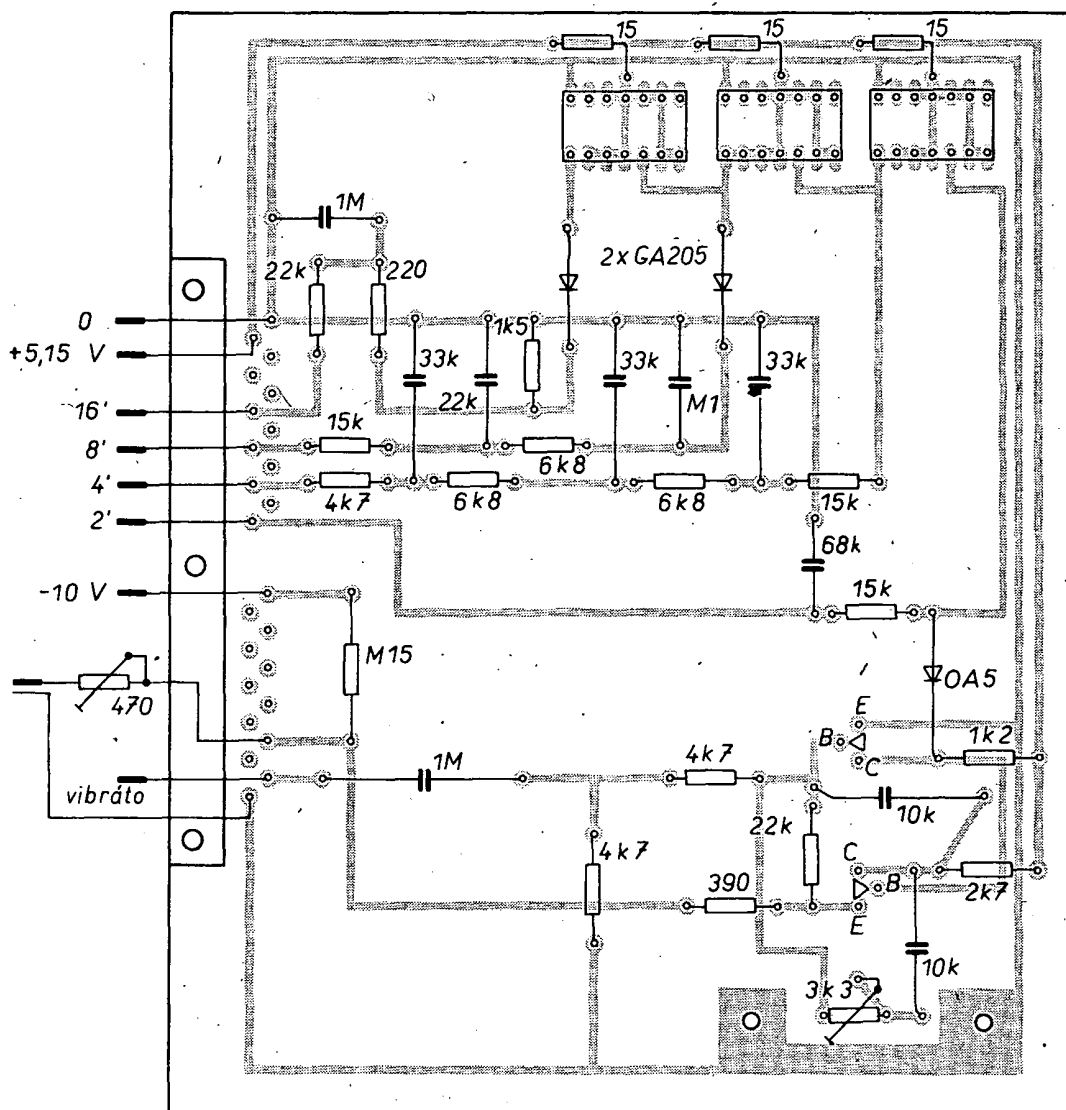 15
15
15
1M
22k
220
2xGA205
0
+5,15 V
16'
8'
4'
2'
-10 V
33k
22k
1k5
33k
M1
33k
15k
6k8
4k7
6k8
6k8
15k
68k
15k
M15
470
OA5
E
B
C
1k2
vibráto
1M
4k7
10k
22k
4k7
C
B
E
2k7
390
10k
3k3